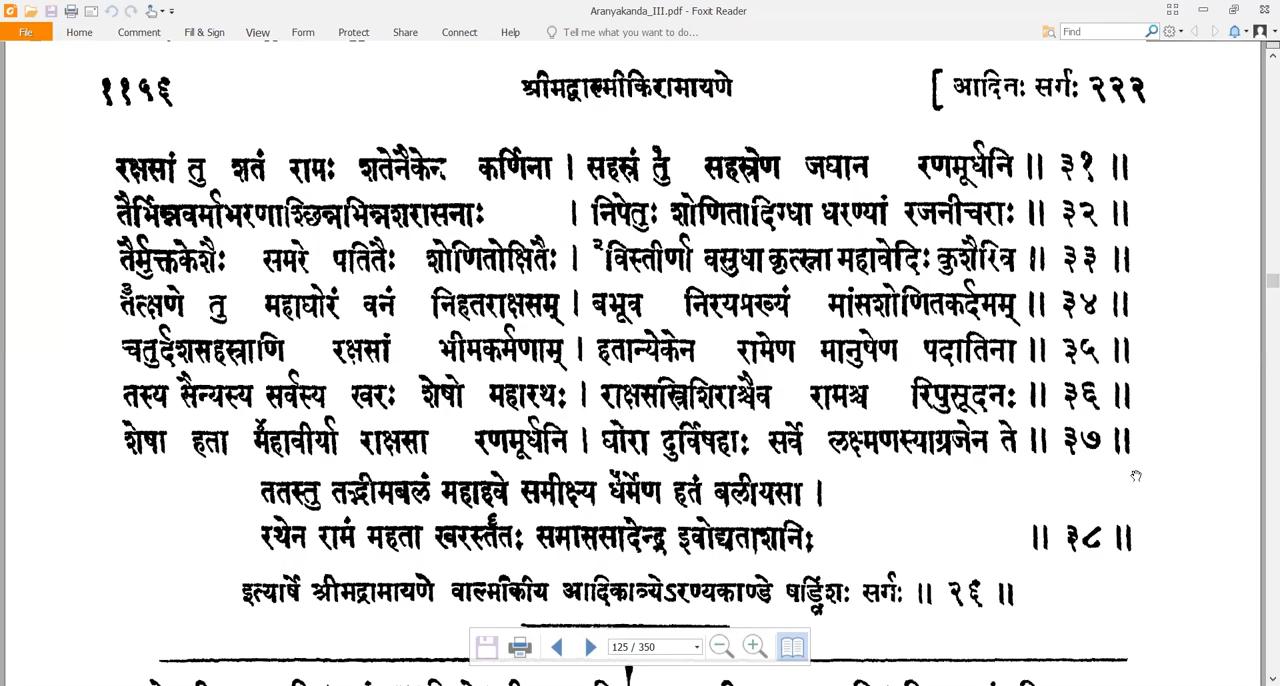 Aranyakanda_III.pdf - Foxit Reader
File Home Comment Fill & Sign View Form Protect Share Connect Help Tell me what you want to do... Find
११५६ श्रीमद्वाल्मीकिरामायणे [ आदितः सर्गः २२२
रक्षसां तु शतं रामः शतेनैकेन कर्णिना । सहस्रं तु सहस्रेण जघान रणमूर्धनि ॥ ३१ ॥
तैर्भिन्नवर्माभरणाश्छिन्नभिन्नशरासनाः । निपेतुः शोणितादिग्धा धरण्यां रजनीचराः ॥ ३२ ॥
तैर्मुक्तकेशैः समरे पतितैः शोणितोक्षितैः । २विस्तीर्णा वसुधा कृत्स्ना महावेदिः कुशैरिव ॥ ३३ ॥
तत्क्षणे तु महाघोरं वनं निहतराक्षसम् । बभूव निरयप्रख्यं मांसशोणितकर्दमम् ॥ ३४ ॥
चतुर्दशसहस्राणि रक्षसां भीमकर्मणाम् । हतान्येकेन रामेण मानुषेण पदातिना ॥ ३५ ॥
तस्य सैन्यस्य सर्वस्य खरः शेषो महारथः । राक्षसस्त्रिशिराश्चैव रामश्च रिपुसूदनः ॥ ३६ ॥
शेषा हता महावीर्या राक्षसा रणमूर्धनि । घोरा दुर्विषहाः सर्वे लक्ष्मणस्याग्रजेन ते ॥ ३७ ॥
ततस्तु तद्भीमबलं महाहवे समीक्ष्य धर्मेण हतं बलीयसा ।
रथेन रामं महता खरस्ततः समाससादेन्द्र इवोद्यताशनिः ॥ ३८ ॥
इत्यार्षे श्रीमद्रामायणे वाल्मीकीय आदिकाव्येऽरण्यकाण्डे षड्विंशः सर्गः ॥ २६ ॥
125 / 350